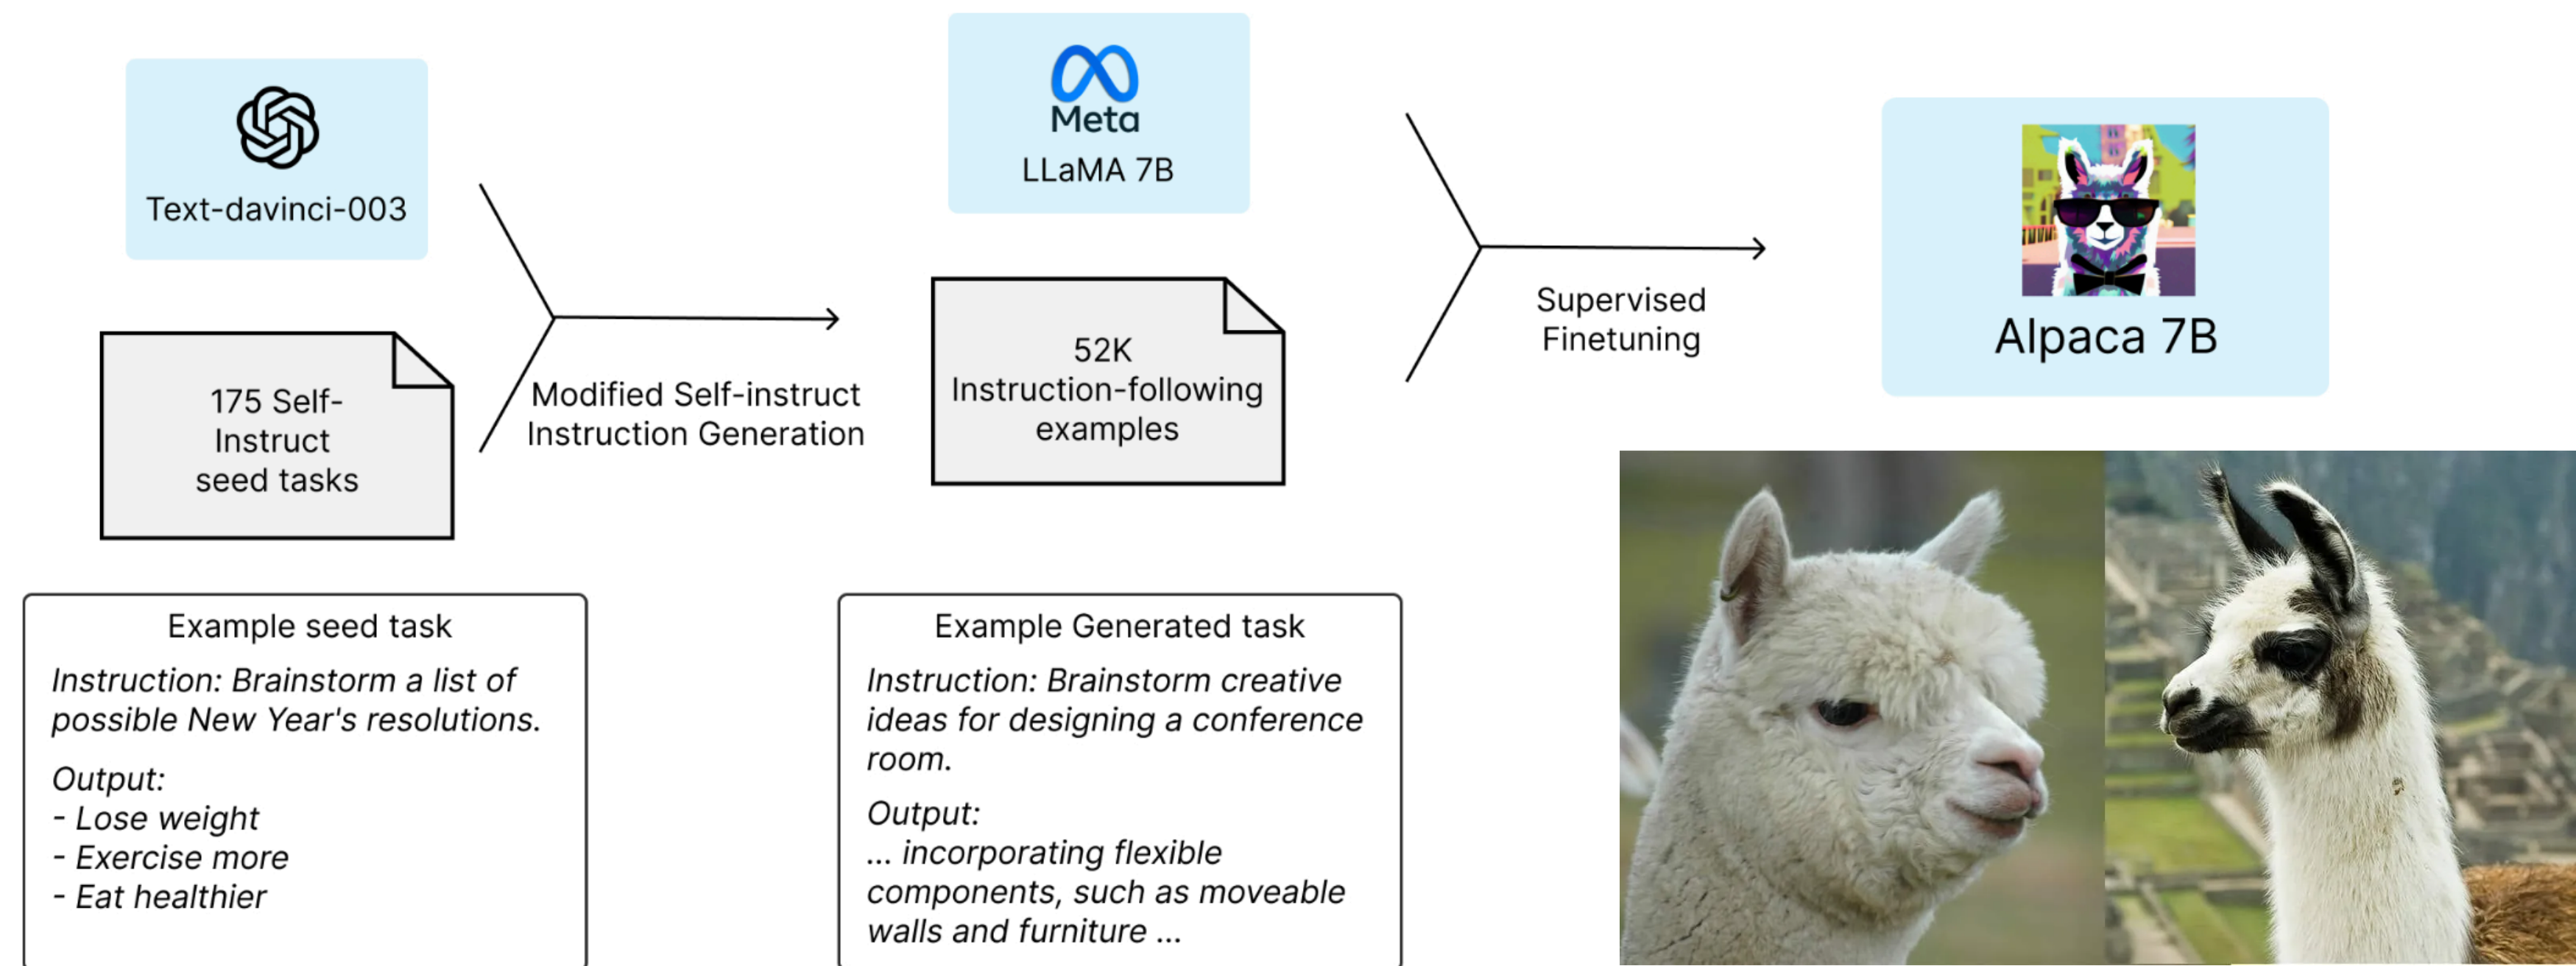 Text-davinci-003
175 Self-
Instruct
seed tasks
Modified Self-instruct
Instruction Generation
Meta
LLaMA 7B
52K
Instruction-following
examples
Supervised
Finetuning
Alpaca 7B
Example seed task
Instruction: Brainstorm a list of
possible New Year's resolutions.
Output:
- Lose weight
- Exercise more
- Eat healthier
Example Generated task
Instruction: Brainstorm creative
ideas for designing a conference
room.
Output:
... incorporating flexible
components, such as moveable
walls and furniture ...